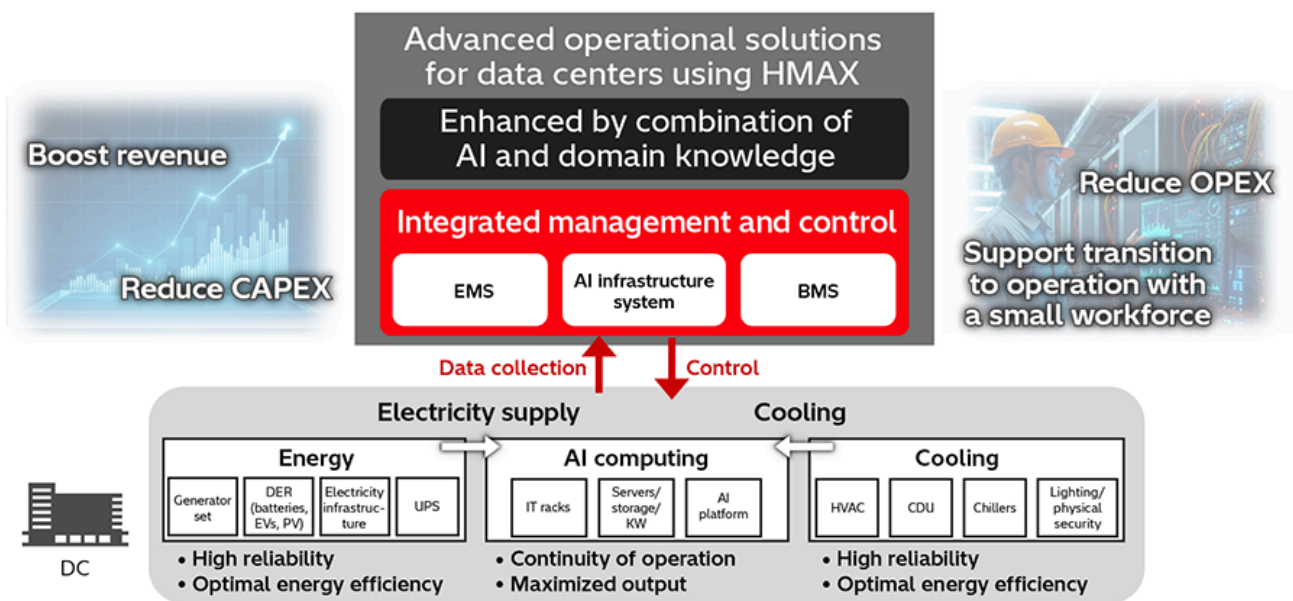 Advanced operational solutions
for data centers using HMAX
Enhanced by combination of
AI and domain knowledge
Integrated management and control
EMS
AI infrastructure
system
BMS
Boost revenue
Reduce CAPEX
Reduce OPEX
Support transition
to operation with
a small workforce
Data collection
Control
Electricity supply
Cooling
Energy
Generator
set
DER
(batteries,
EVs, PV)
Electricity
infrastruc-
ture
UPS
AI computing
IT racks
Servers/
storage/
KW
AI
platform
Cooling
HVAC
CDU
Chillers
Lighting/
physical
security
DC
• High reliability
• Optimal energy efficiency
• Continuity of operation
• Maximized output
• High reliability
• Optimal energy efficiency